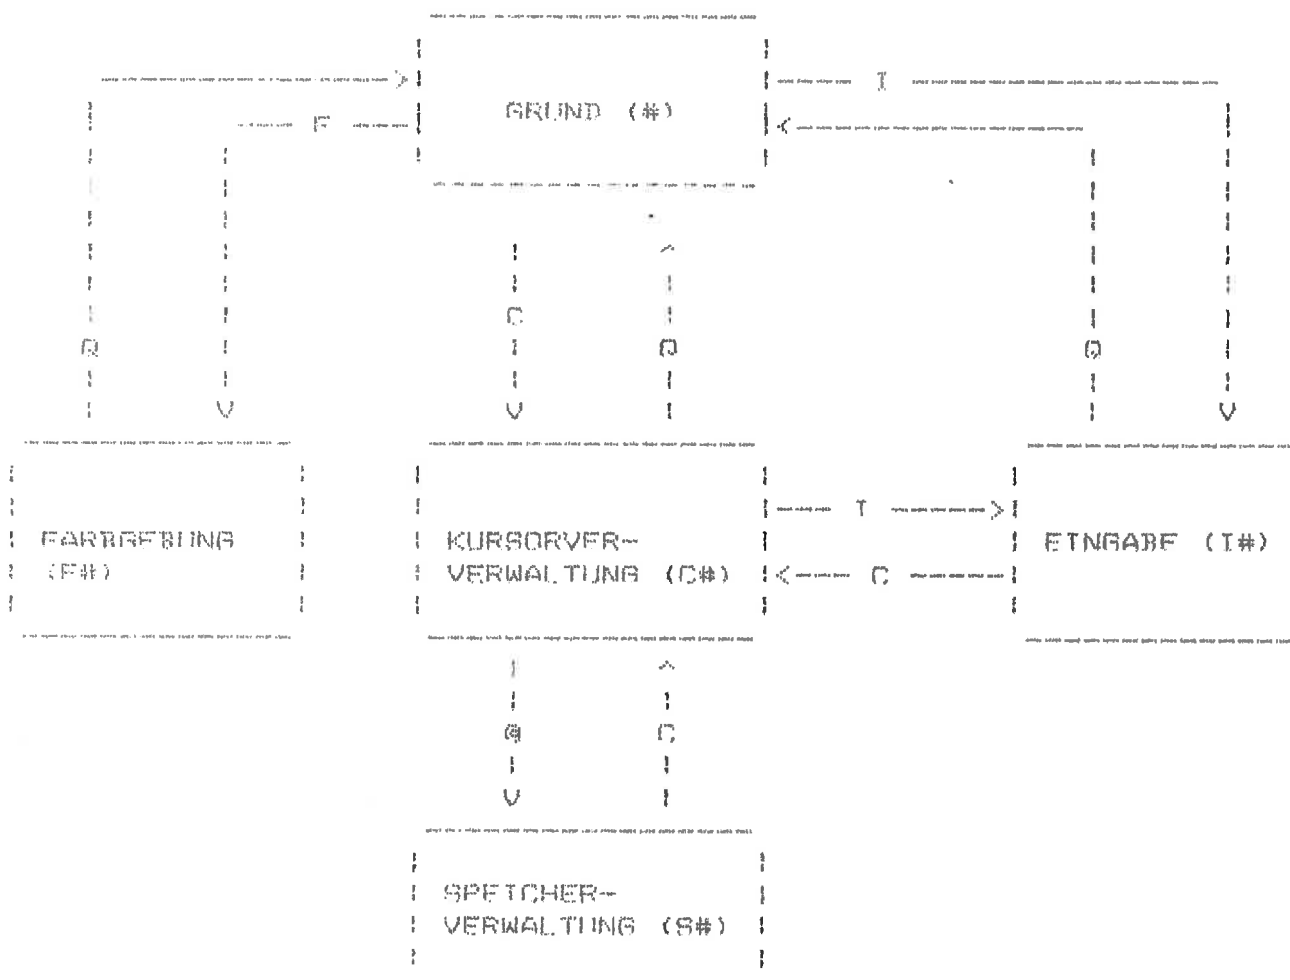 GRUND (#)
I
F
C
Q
Q
Q
FARBGEBUNG
(F#)
KURSORVER-
VERWALTUNG (C#)
I
C
EINGABE (I#)
C
SPEICHER-
VERWALTUNG (S#)